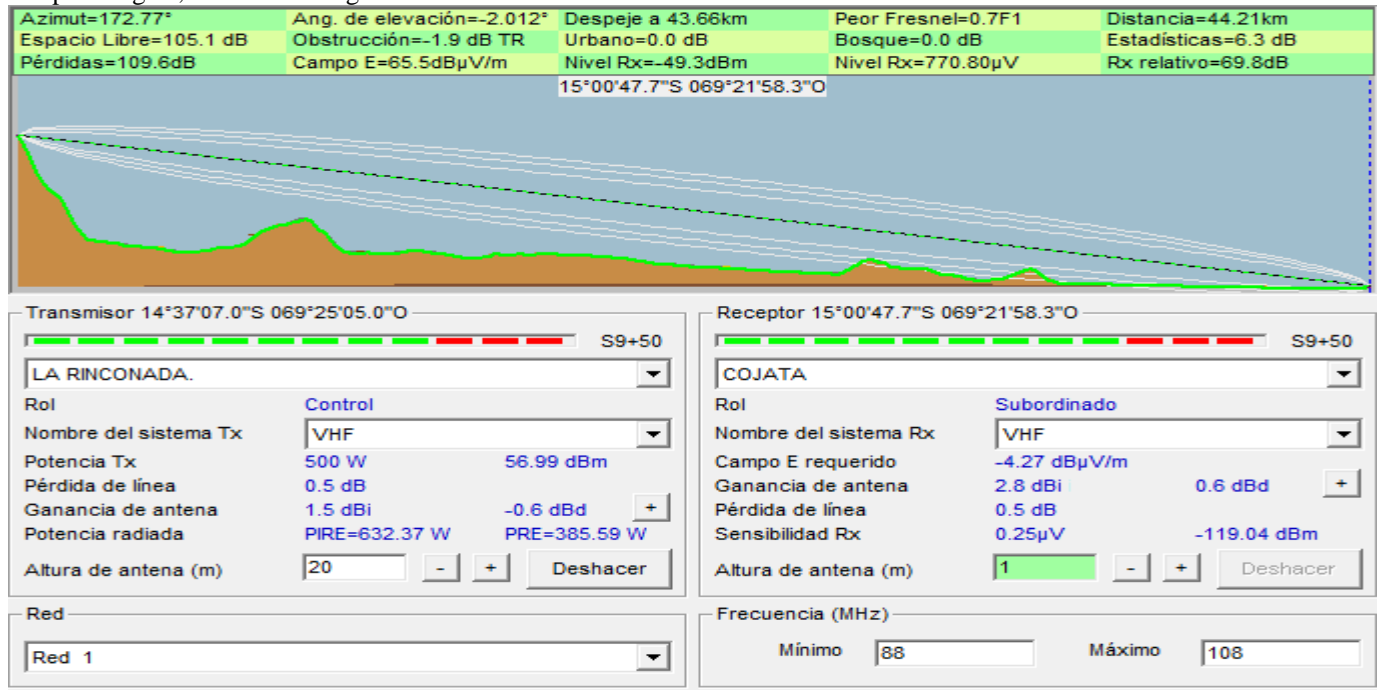 Azimut=172.77° Ang. de elevación=-2.012° Despeje a 43.66km Peor Fresnel=0.7F1 Distancia=44.21km
Espacio Libre=105.1 dB Obstrucción=-1.9 dB TR Urbano=0.0 dB Bosque=0.0 dB Estadísticas=6.3 dB
Pérdidas=109.6dB Campo E=65.5dBµV/m Nivel Rx=-49.3dBm Nivel Rx=770.80µV Rx relativo=69.8dB
15°00'47.7"S 069°21'58.3"O
Transmisor 14°37'07.0"S 069°25'05.0"O
S9+50
LA RINCONADA.
Rol Control
Nombre del sistema Tx VHF
Potencia Tx 500 W 56.99 dBm
Pérdida de línea 0.5 dB
Ganancia de antena 1.5 dBi -0.6 dBd +
Potencia radiada PIRE=632.37 W PRE=385.59 W
Altura de antena (m) 20 - + Deshacer
Red
Red 1
Receptor 15°00'47.7"S 069°21'58.3"O
S9+50
COJATA
Rol Subordinado
Nombre del sistema Rx VHF
Campo E requerido -4.27 dBµV/m
Ganancia de antena 2.8 dBi 0.6 dBd +
Pérdida de línea 0.5 dB
Sensibilidad Rx 0.25µV -119.04 dBm
Altura de antena (m) 1 - + Deshacer
Frecuencia (MHz)
Mínimo 88 Máximo 108